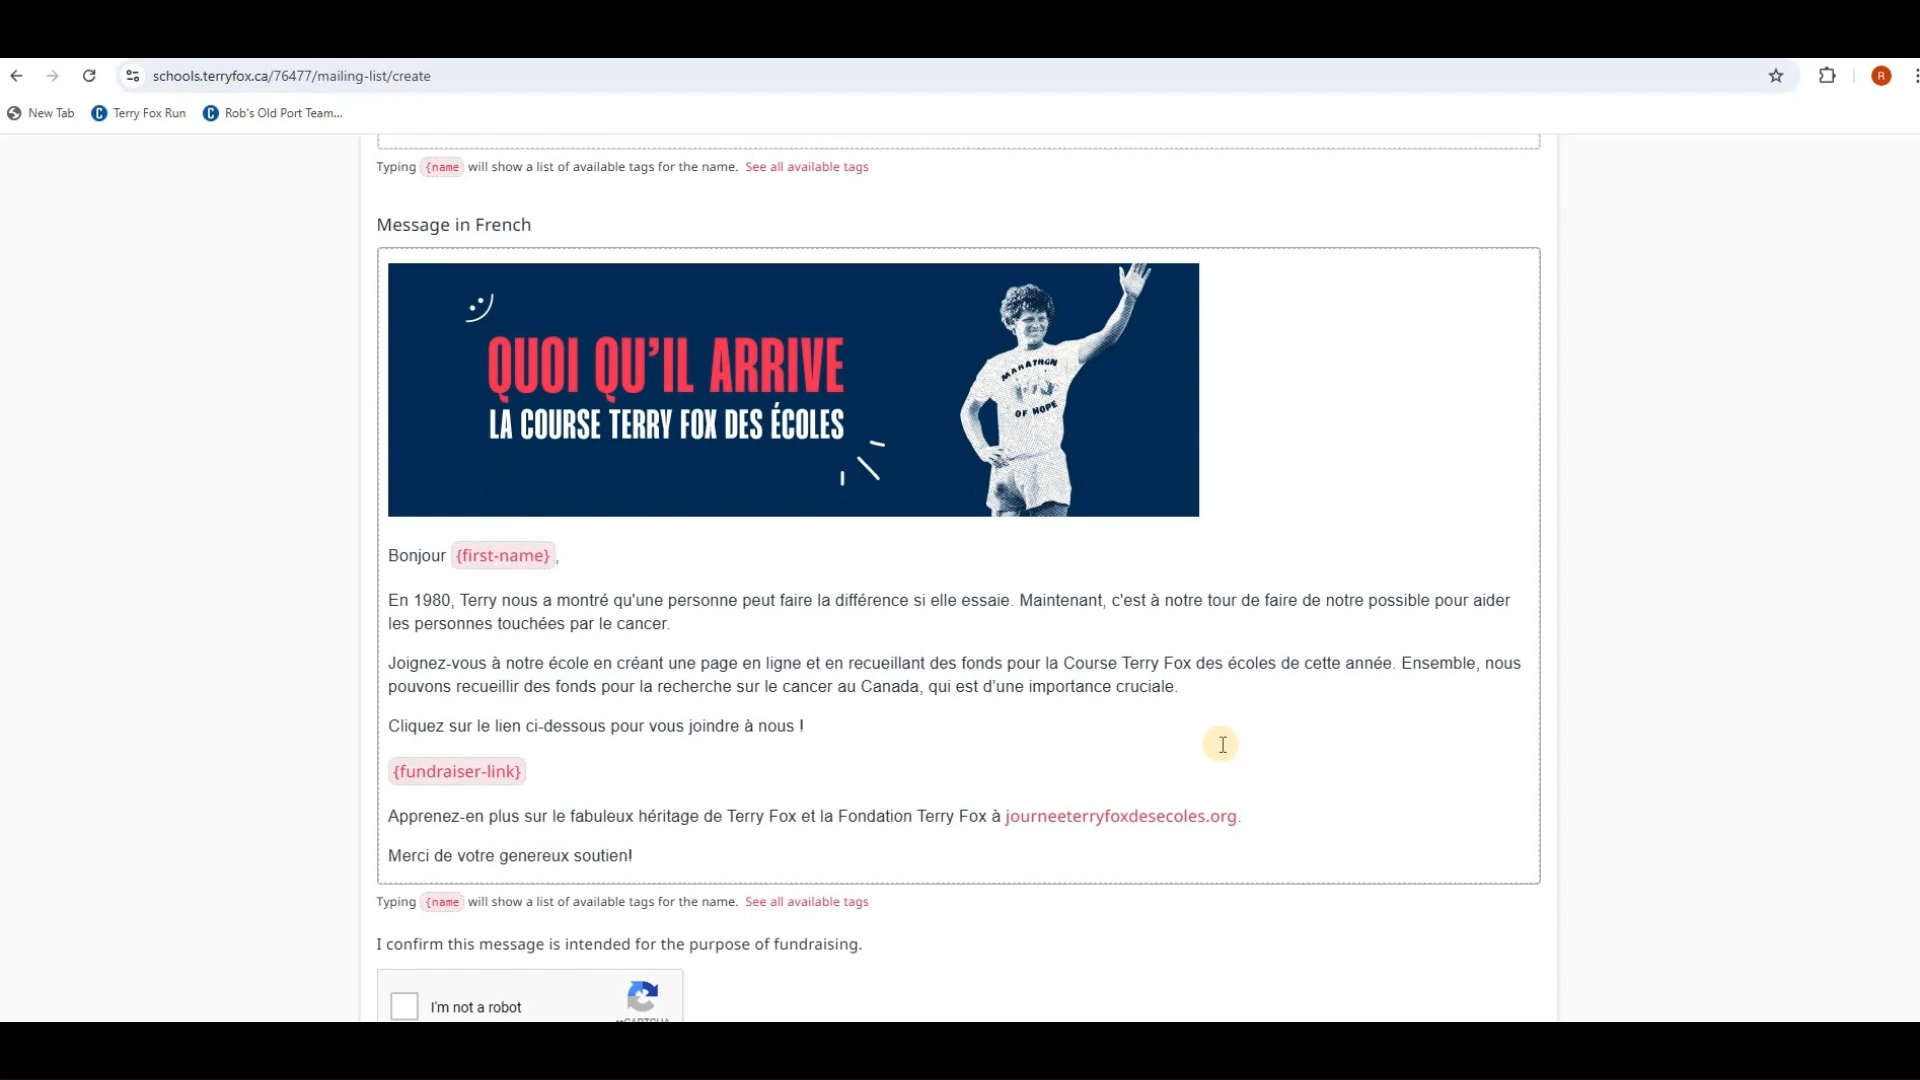 schools.terryfox.ca/76477/mailing-list/create
R
New Tab
Terry Fox Run
Rob's Old Port Team...
Typing {name will show a list of available tags for the name. See all available tags
Message in French
QUOI QU'IL ARRIVE
LA COURSE TERRY FOX DES ÉCOLES
MARATHON
OF HOPE
Bonjour {first-name},
En 1980, Terry nous a montré qu'une personne peut faire la différence si elle essaie. Maintenant, c'est à notre tour de faire de notre possible pour aider
les personnes touchées par le cancer.
Joignez-vous à notre école en créant une page en ligne et en recueillant des fonds pour la Course Terry Fox des écoles de cette année. Ensemble, nous
pouvons recueillir des fonds pour la recherche sur le cancer au Canada, qui est d’une importance cruciale.
Cliquez sur le lien ci-dessous pour vous joindre à nous !
{fundraiser-link}
Apprenez-en plus sur le fabuleux héritage de Terry Fox et la Fondation Terry Fox à journeeterryfoxdesecoles.org.
Merci de votre genereux soutien!
Typing {name will show a list of available tags for the name. See all available tags
I confirm this message is intended for the purpose of fundraising.
I'm not a robot